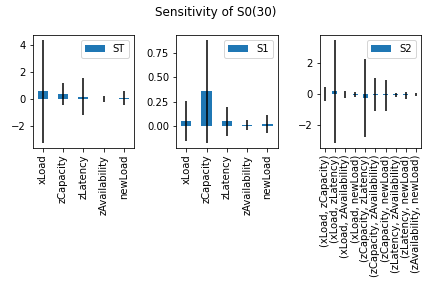 Sensitivity of S0(30)
ST
4
2
0
−2
xLoad
zCapacity
zLatency
zAvailability
newLoad
S1
0.75
0.50
0.25
0.00
xLoad
zCapacity
zLatency
zAvailability
newLoad
S2
2
0
−2
(xLoad, zCapacity)
(xLoad, zLatency)
(xLoad, zAvailability)
(xLoad, newLoad)
(zCapacity, zLatency)
(zCapacity, zAvailability)
(zCapacity, newLoad)
(zLatency, zAvailability)
(zLatency, newLoad)
(zAvailability, newLoad)